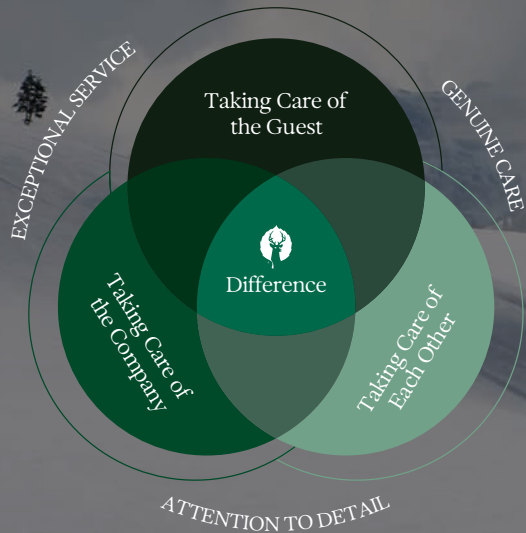 EXCEPTIONAL SERVICE
GENUINE CARE
Taking Care of
the Guest
Difference
Taking Care of
the Company
Taking Care of
Each Other
ATTENTION TO DETAIL